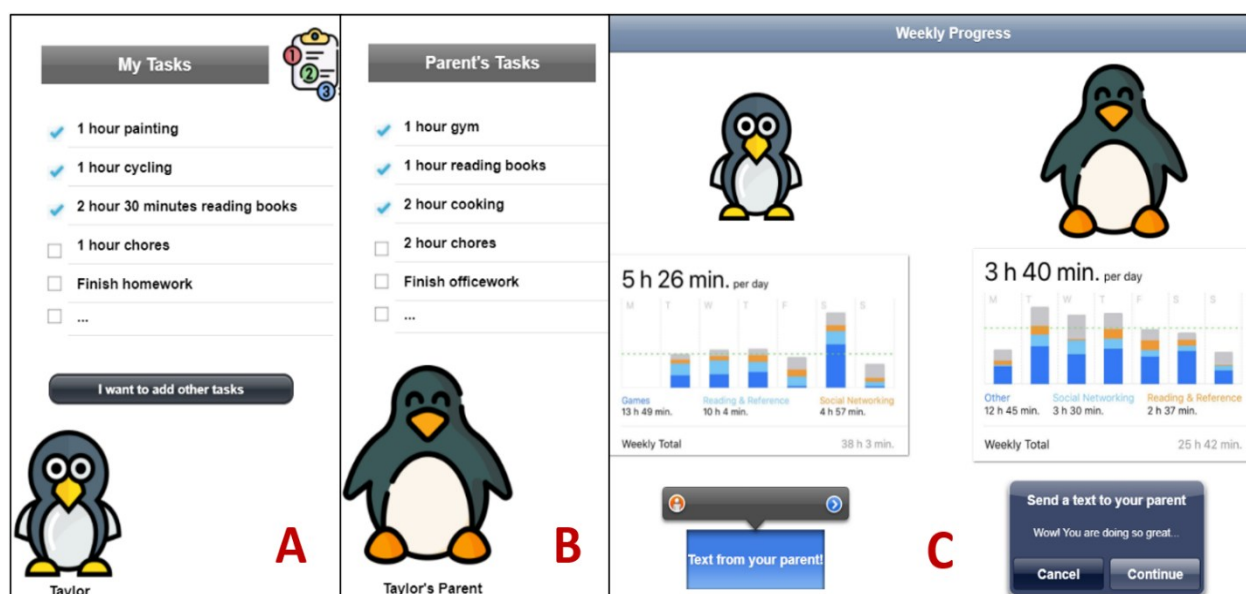 My Tasks
1
2
3
1 hour painting
1 hour cycling
2 hour 30 minutes reading books
1 hour chores
Finish homework
...
I want to add other tasks
A
Taylor
Parent's Tasks
1 hour gym
1 hour reading books
2 hour cooking
2 hour chores
Finish officework
...
B
Taylor's Parent
Weekly Progress
5 h 26 min. per day
M T W T F S S
Games Reading & Reference Social Networking
13 h 49 min. 10 h 4 min. 4 h 57 min.
Weekly Total 38 h 3 min.
3 h 40 min. per day
M T W T F S S
Other Social Networking Reading & Reference
12 h 45 min. 3 h 30 min. 2 h 37 min.
Weekly Total 25 h 42 min.
Text from your parent!
C
Send a text to your parent
Wow! You are doing so great...
Cancel Continue